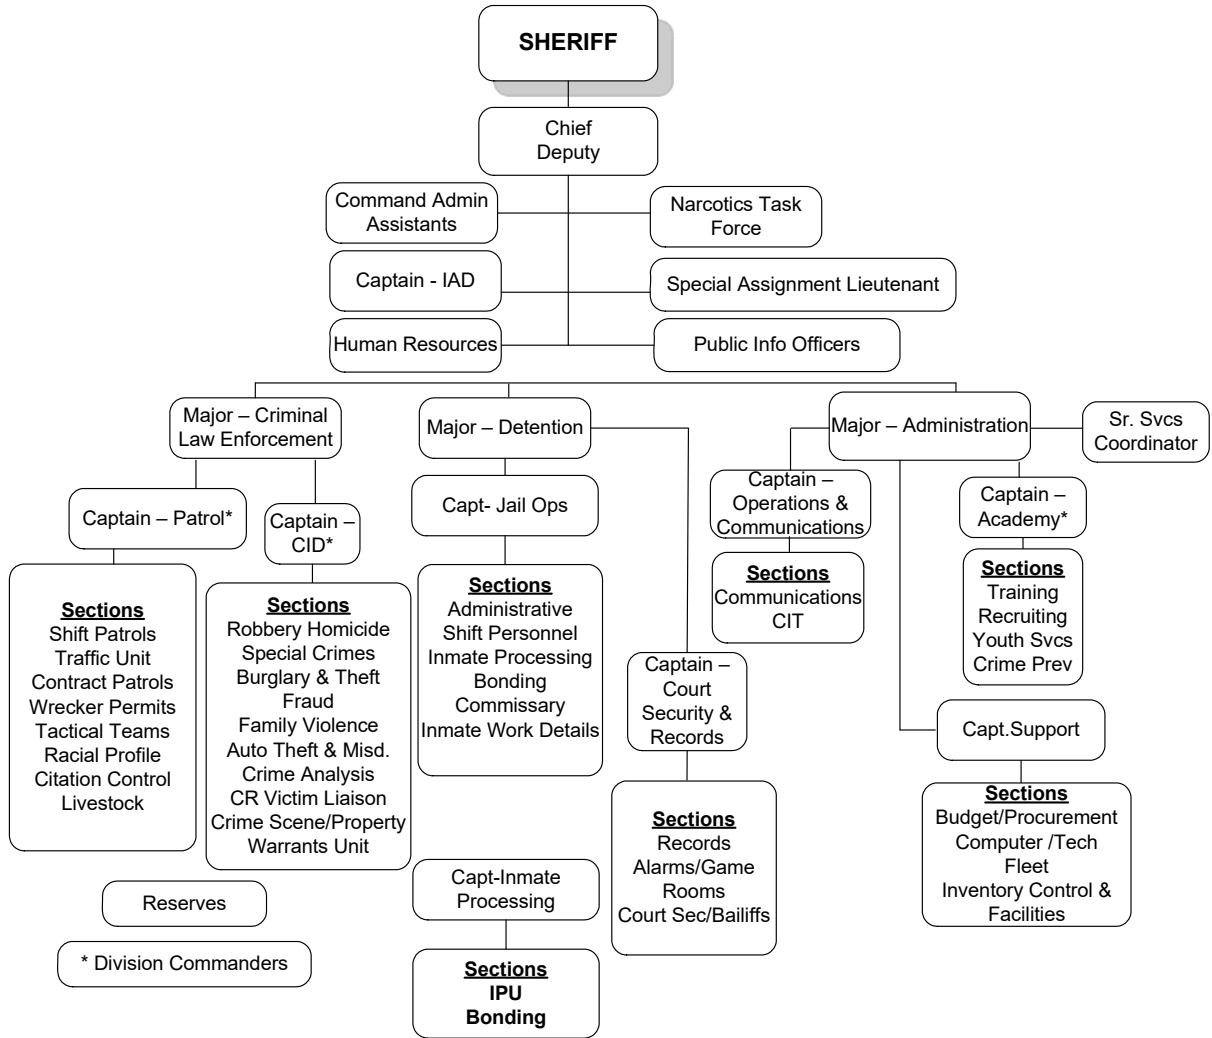 SHERIFF
Chief
Deputy
Command Admin
Assistants
Narcotics Task
Force
Captain - IAD
Special Assignment Lieutenant
Human Resources
Public Info Officers
Major – Criminal
Law Enforcement
Major – Detention
Major – Administration
Sr. Svcs
Coordinator
Captain – Patrol*
Captain –
CID*
Capt- Jail Ops
Captain –
Operations &
Communications
Captain –
Academy*
Sections
Shift Patrols
Traffic Unit
Contract Patrols
Wrecker Permits
Tactical Teams
Racial Profile
Citation Control
Livestock
Sections
Robbery Homicide
Special Crimes
Burglary & Theft
Fraud
Family Violence
Auto Theft & Misd.
Crime Analysis
CR Victim Liaison
Crime Scene/Property
Warrants Unit
Sections
Administrative
Shift Personnel
Inmate Processing
Bonding
Commissary
Inmate Work Details
Captain –
Court
Security &
Records
Sections
Communications
CIT
Sections
Training
Recruiting
Youth Svcs
Crime Prev
Capt.Support
Sections
Records
Alarms/Game
Rooms
Court Sec/Bailiffs
Sections
Budget/Procurement
Computer /Tech
Fleet
Inventory Control &
Facilities
Capt-Inmate
Processing
Sections
IPU
Bonding
Reserves
* Division Commanders